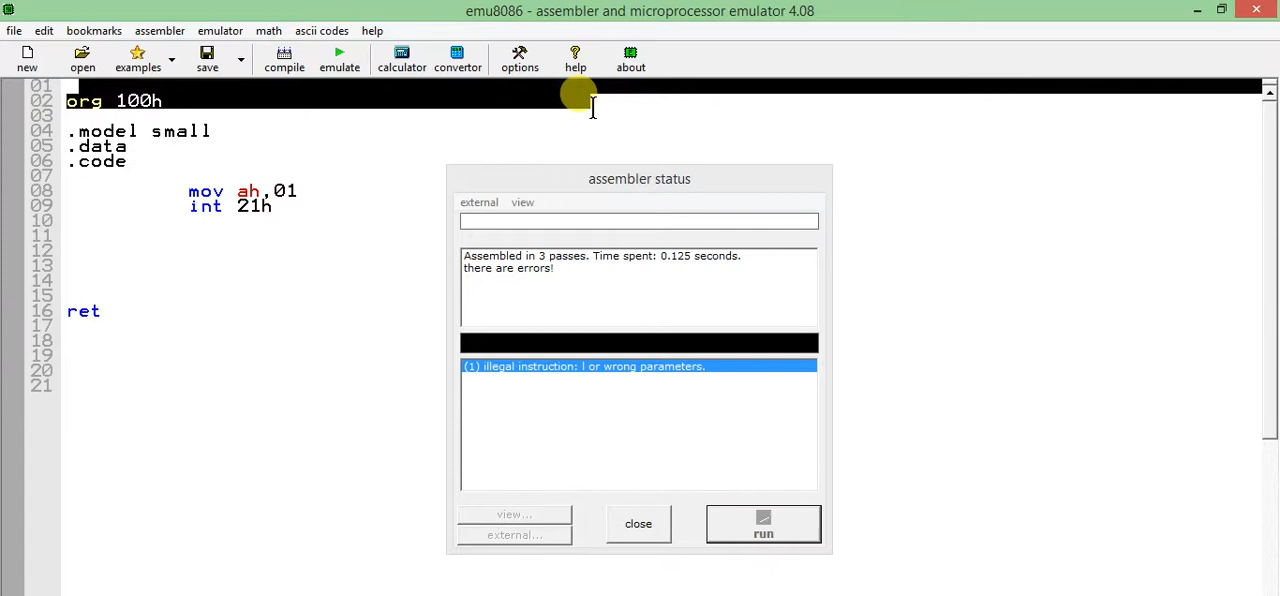 emu8086 - assembler and microprocessor emulator 4.08
file edit bookmarks assembler emulator math ascii codes help
new open examples save compile emulate calculator convertor options help about
01
02 org 100h
03
04 .model small
05 .data
06 .code
07
08 mov ah,01
09 int 21h
10
11
12
13
14
15
16 ret
17
18
19
20
21
assembler status
external view
Assembled in 3 passes. Time spent: 0.125 seconds.
there are errors!
(1) illegal instruction: l or wrong parameters.
view...
external...
close
run